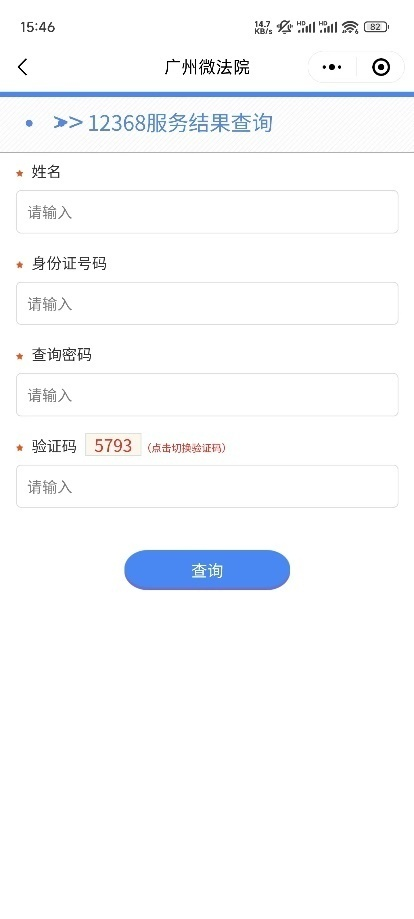 15:46
14.7 KB/s HD HD 6 82
广州微法院
>> 12368服务结果查询
★ 姓名
请输入
★ 身份证号码
请输入
★ 查询密码
请输入
★ 验证码 5793 (点击切换验证码)
请输入
查询